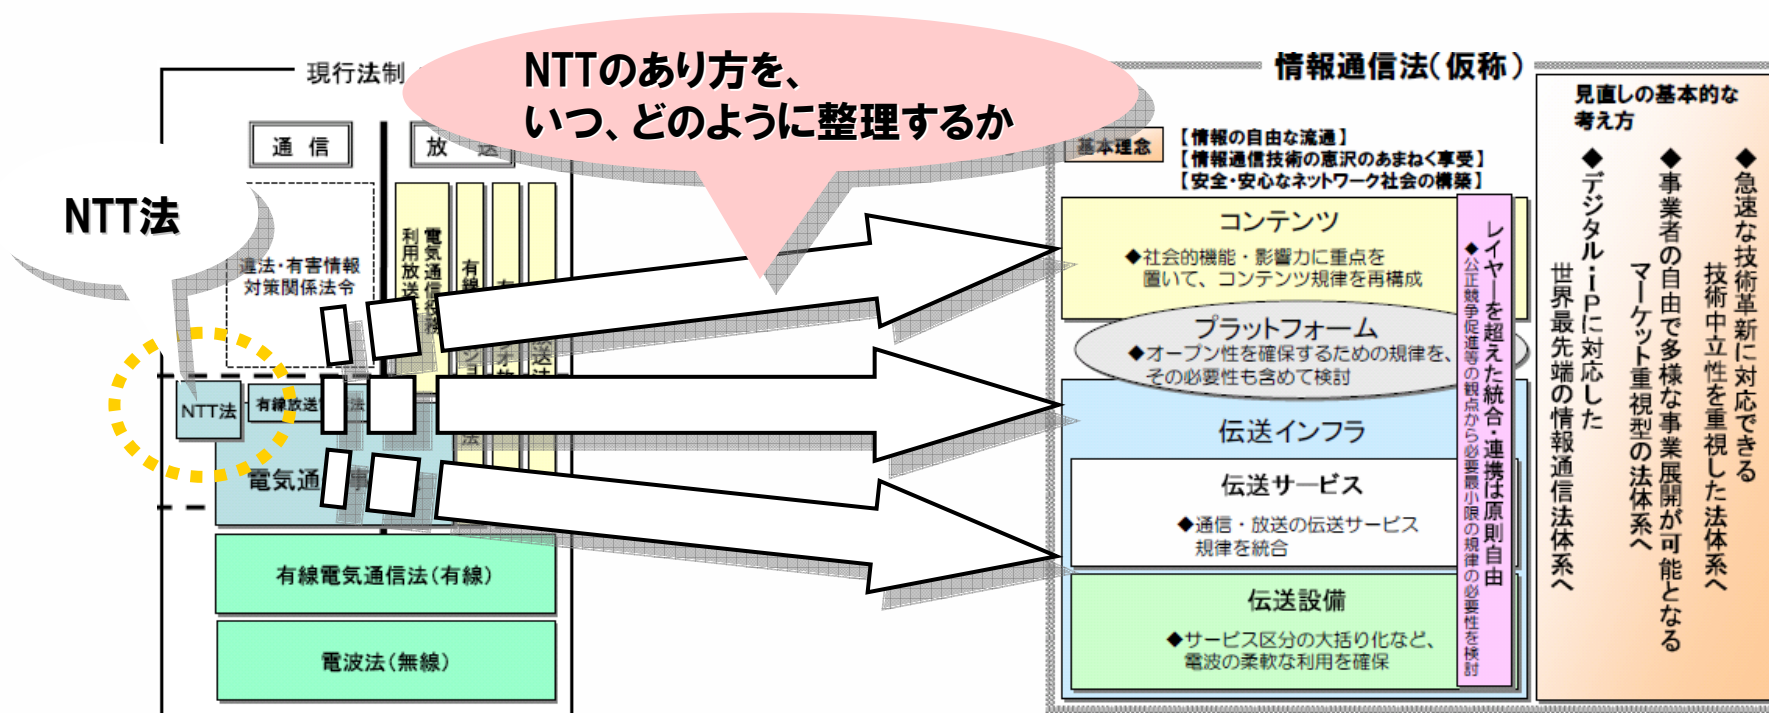 NTTのあり方を、
いつ、どのように整理するか
現行法制
通信
放送
NTT法
違法・有害情報
対策関係法令
電気通信役務
利用放送
有線
NTT法
有線放送
法
電気通
事
有線電気通信法(有線)
電波法(無線)
情報通信法(仮称)
基本理念
【情報の自由な流通】
【情報通信技術の恵沢のあまねく享受】
【安全・安心なネットワーク社会の構築】
コンテンツ
◆社会的機能・影響力に重点を
置いて、コンテンツ規律を再構成
プラットフォーム
◆オープン性を確保するための規律を、
その必要性も含めて検討
伝送インフラ
伝送サービス
◆通信・放送の伝送サービス
規律を統合
伝送設備
◆サービス区分の大括り化など、
電波の柔軟な利用を確保
レイヤーを超えた統合・連携は原則自由
◆公正競争促進等の観点から必要最小限の規律の必要性を検討
見直しの基本的な
考え方
◆急速な技術革新に対応できる
技術中立性を重視した法体系へ
◆事業者の自由で多様な事業展開が可能となる
マーケット重視型の法体系へ
◆デジタル・IPに対応した
世界最先端の情報通信法体系へ